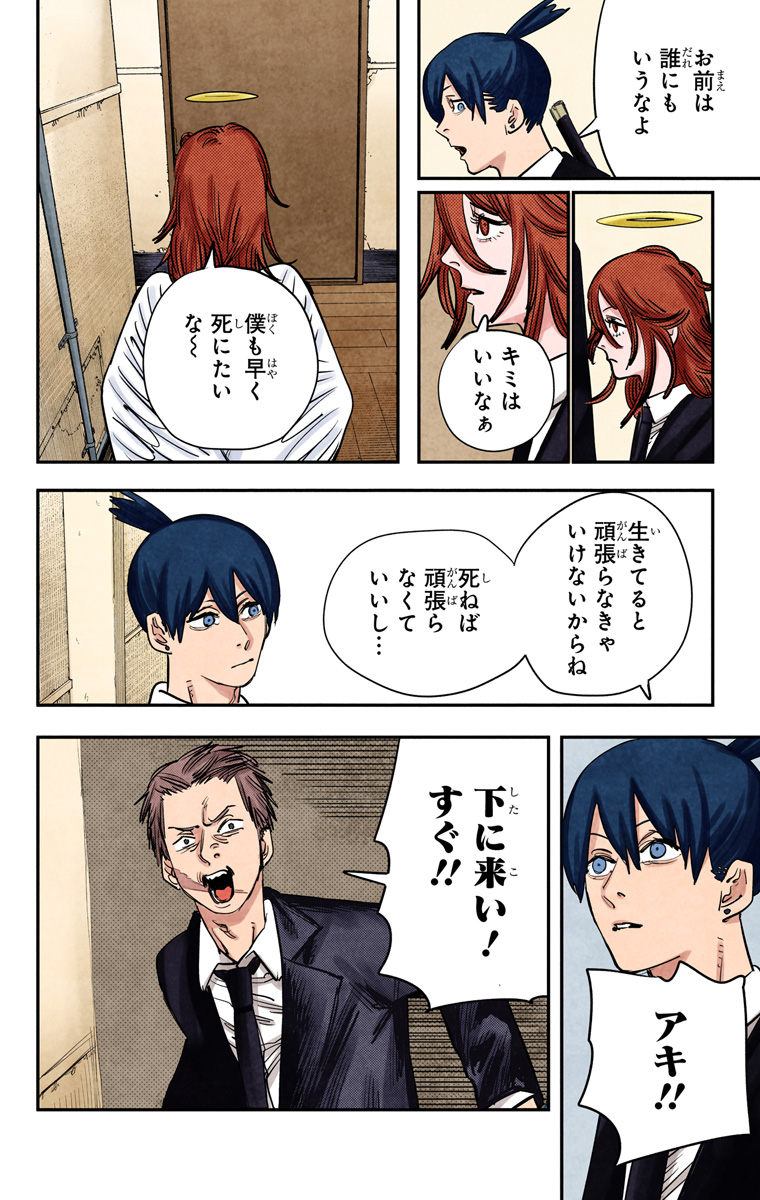 お前は
誰にも
いうなよ
キミは
いいなぁ
僕も早く
死にたい
な〜
生きてると
頑張らなきゃ
いけないからね
死ねば
頑張ら
なくて
いいし…
アキ!!
下に来い!
すぐ!!